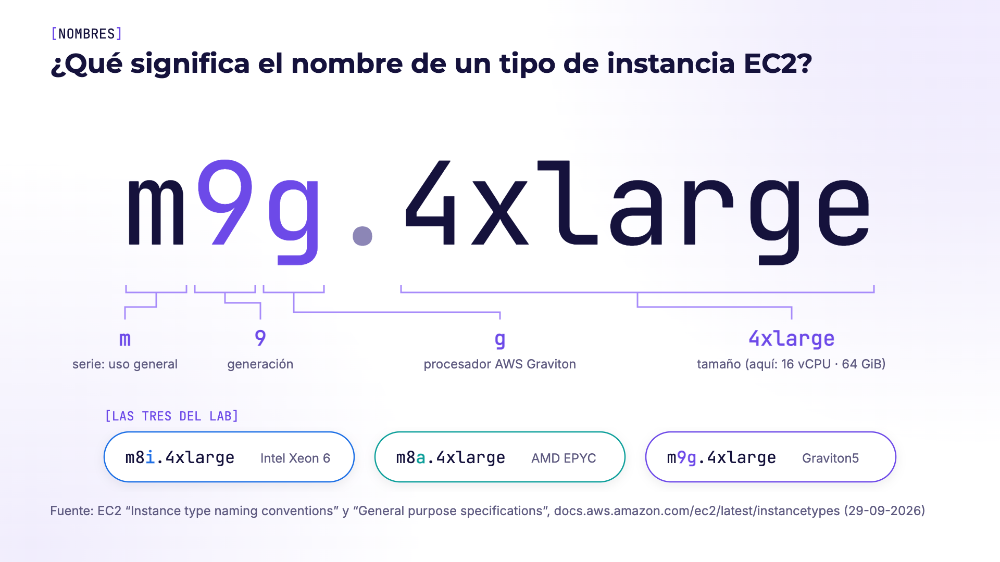 [NOMBRES]
¿Qué significa el nombre de un tipo de instancia EC2?
m9g.4xlarge
m
serie: uso general
9
generación
g
procesador AWS Graviton
4xlarge
tamaño (aquí: 16 vCPU · 64 GiB)
[LAS TRES DEL LAB]
m8i.4xlarge Intel Xeon 6
m8a.4xlarge AMD EPYC
m9g.4xlarge Graviton5
Fuente: EC2 “Instance type naming conventions” y “General purpose specifications”, docs.aws.amazon.com/ec2/latest/instancetypes (29-09-2026)